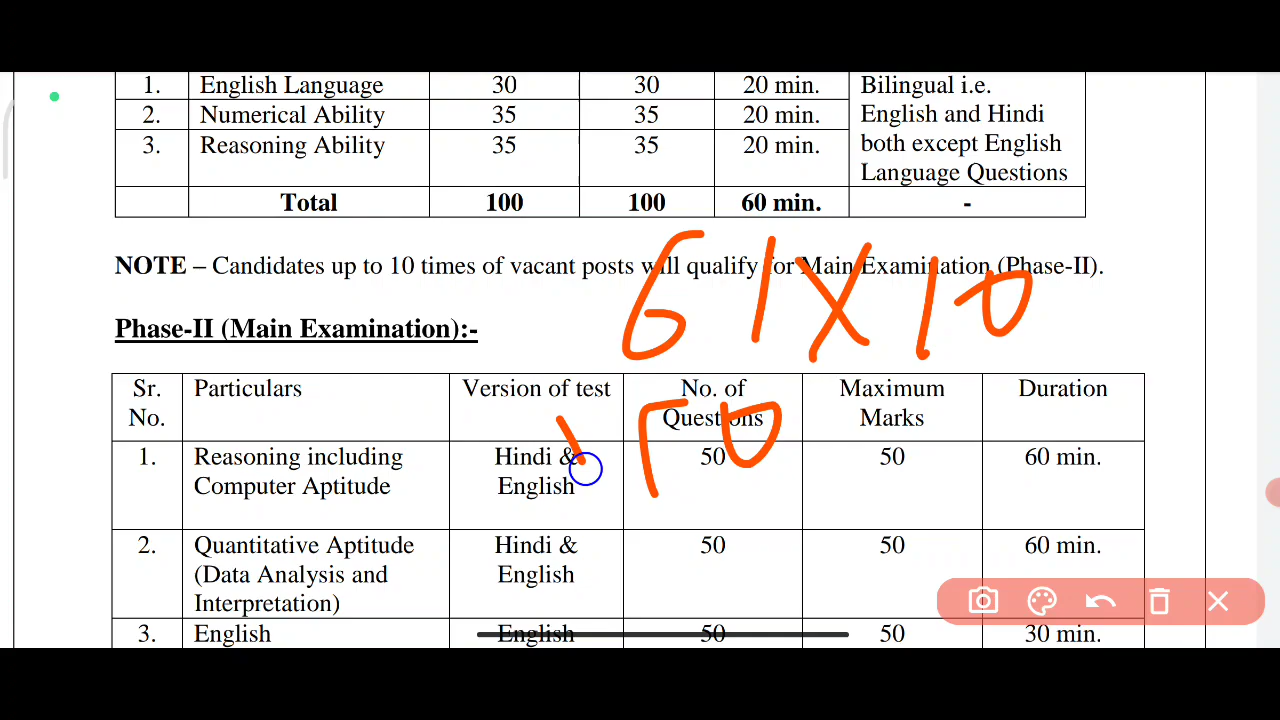 1. English Language 30 30 20 min. Bilingual i.e.
2. Numerical Ability 35 35 20 min. English and Hindi
3. Reasoning Ability 35 35 20 min. both except English
Language Questions
Total 100 100 60 min. -
NOTE – Candidates up to 10 times of vacant posts will qualify for Main Examination (Phase-II).
61 X 10
Phase-II (Main Examination):-
Sr. Particulars Version of test No. of Maximum Duration
No. Questions Marks
1. Reasoning including Hindi & 50 50 60 min.
Computer Aptitude English
2. Quantitative Aptitude Hindi & 50 50 60 min.
(Data Analysis and English
Interpretation)
3. English English 50 50 30 min.